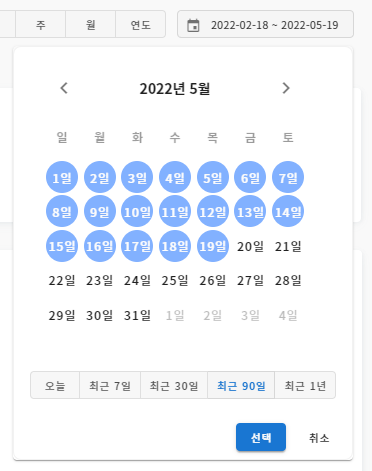 주 월 연도 2022-02-18 ~ 2022-05-19
2022년 5월
일 월 화 수 목 금 토
1일 2일 3일 4일 5일 6일 7일
8일 9일 10일 11일 12일 13일 14일
15일 16일 17일 18일 19일 20일 21일
22일 23일 24일 25일 26일 27일 28일
29일 30일 31일 1일 2일 3일 4일
오늘 최근 7일 최근 30일 최근 90일 최근 1년
선택 취소